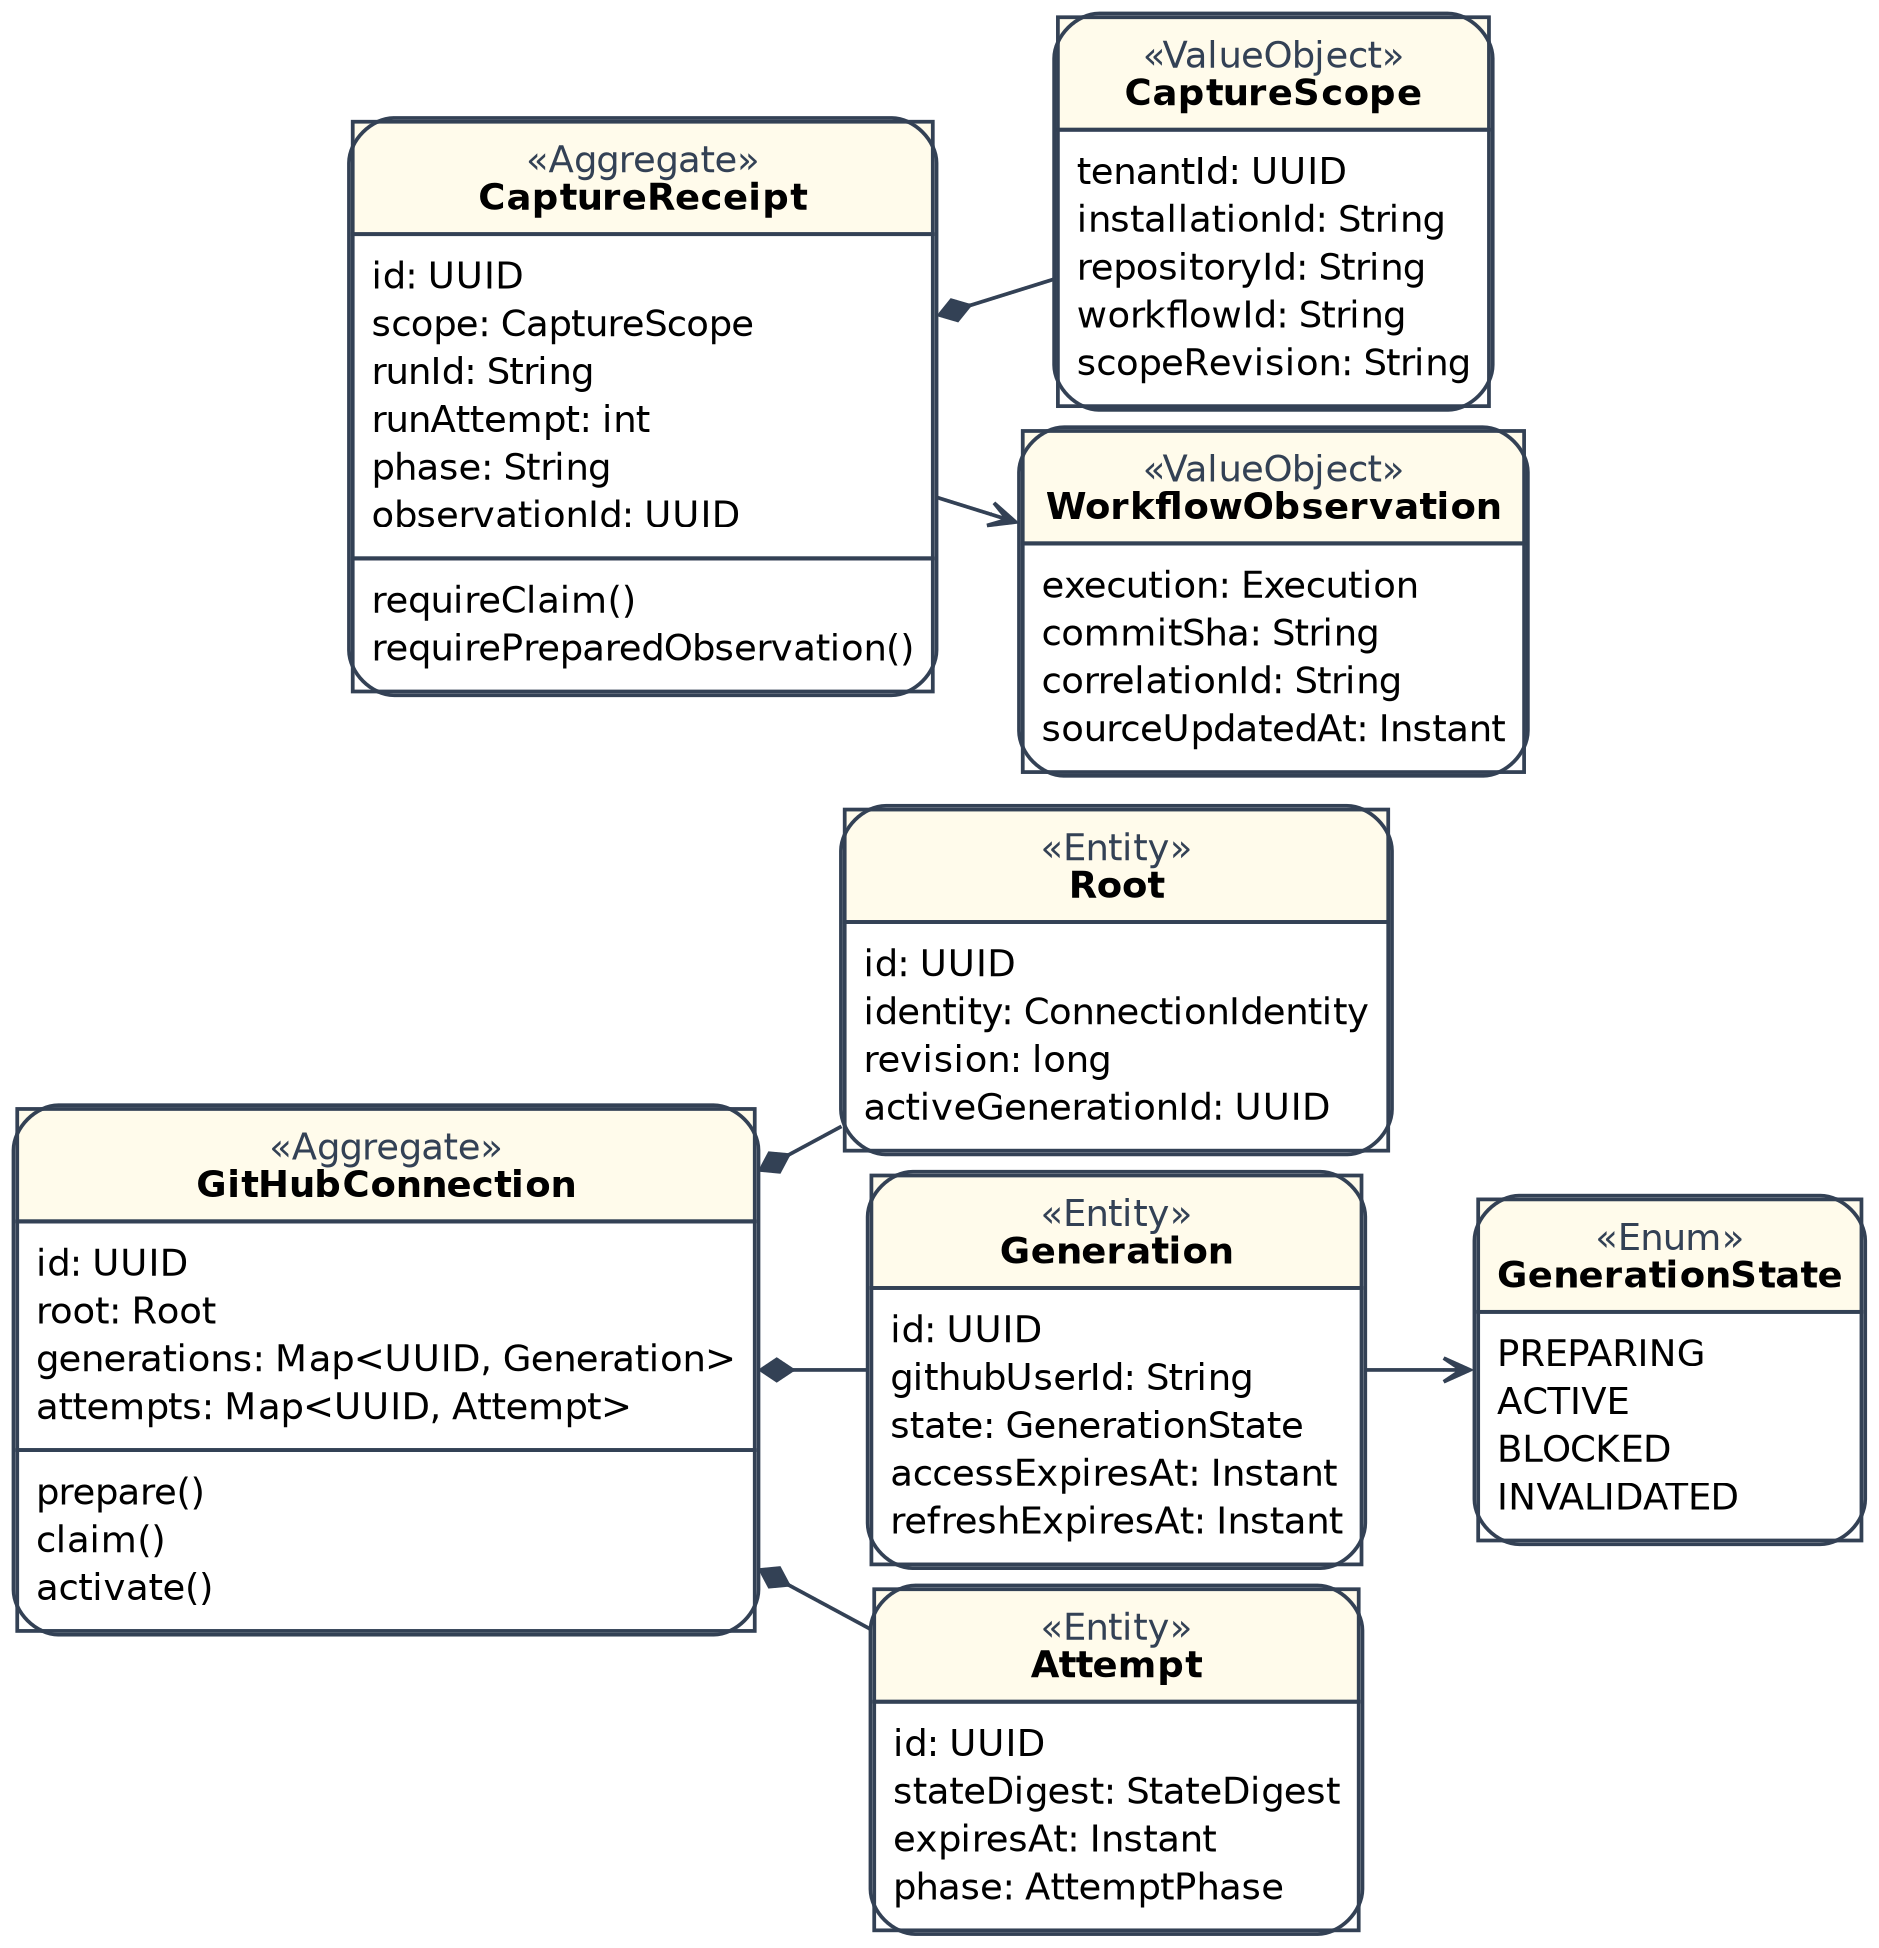 «ValueObject»
CaptureScope
tenantId: UUID
installationId: String
repositoryId: String
workflowId: String
scopeRevision: String
«Aggregate»
CaptureReceipt
id: UUID
scope: CaptureScope
runId: String
runAttempt: int
phase: String
observationId: UUID
requireClaim()
requirePreparedObservation()
«ValueObject»
WorkflowObservation
execution: Execution
commitSha: String
correlationId: String
sourceUpdatedAt: Instant
«Entity»
Root
id: UUID
identity: ConnectionIdentity
revision: long
activeGenerationId: UUID
«Aggregate»
GitHubConnection
id: UUID
root: Root
generations: Map<UUID, Generation>
attempts: Map<UUID, Attempt>
prepare()
claim()
activate()
«Entity»
Generation
id: UUID
githubUserId: String
state: GenerationState
accessExpiresAt: Instant
refreshExpiresAt: Instant
«Enum»
GenerationState
PREPARING
ACTIVE
BLOCKED
INVALIDATED
«Entity»
Attempt
id: UUID
stateDigest: StateDigest
expiresAt: Instant
phase: AttemptPhase